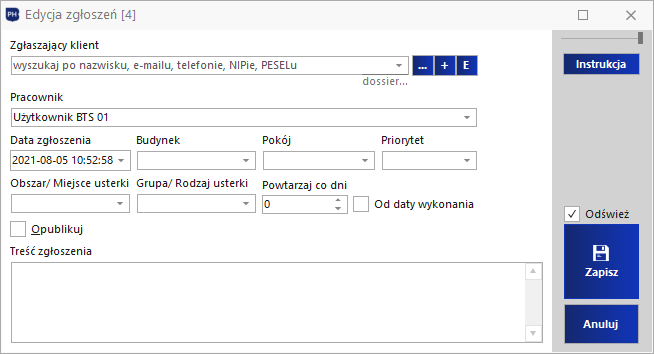 PH
Edycja zgłoszeń [4]
Zgłaszający klient
wyszukaj po nazwisku, e-mailu, telefonie, NIPie, PESELu
... + E
dossier...
Instrukcja
Pracownik
Użytkownik BTS 01
Data zgłoszenia Budynek Pokój Priorytet
2021-08-05 10:52:58
Obszar/ Miejsce usterki Grupa/ Rodzaj usterki Powtarzaj co dni
0 Od daty wykonania
Opublikuj
Odśwież
Treść zgłoszenia
Zapisz
Anuluj